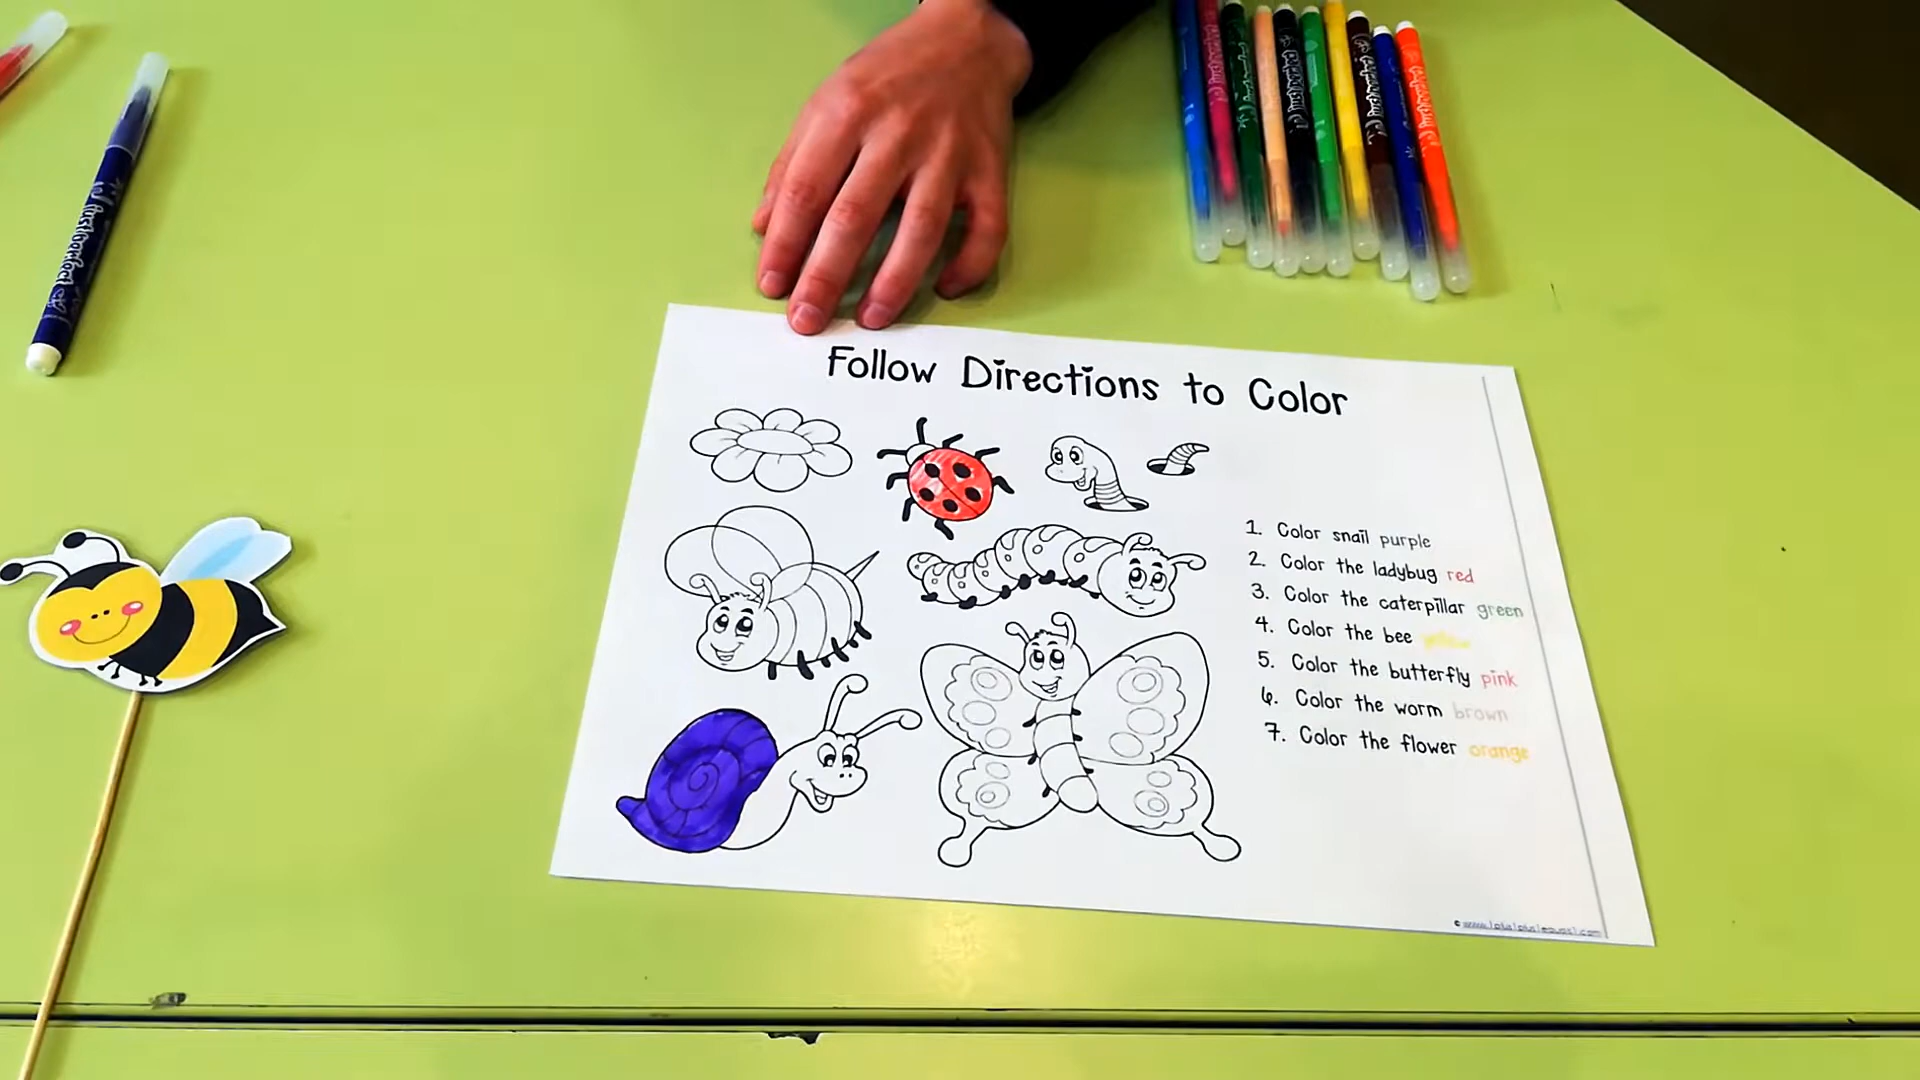 Follow Directions to Color
1. Color snail purple
2. Color the ladybug red
3. Color the caterpillar green
4. Color the bee yellow
5. Color the butterfly pink
6. Color the worm brown
7. Color the flower orange